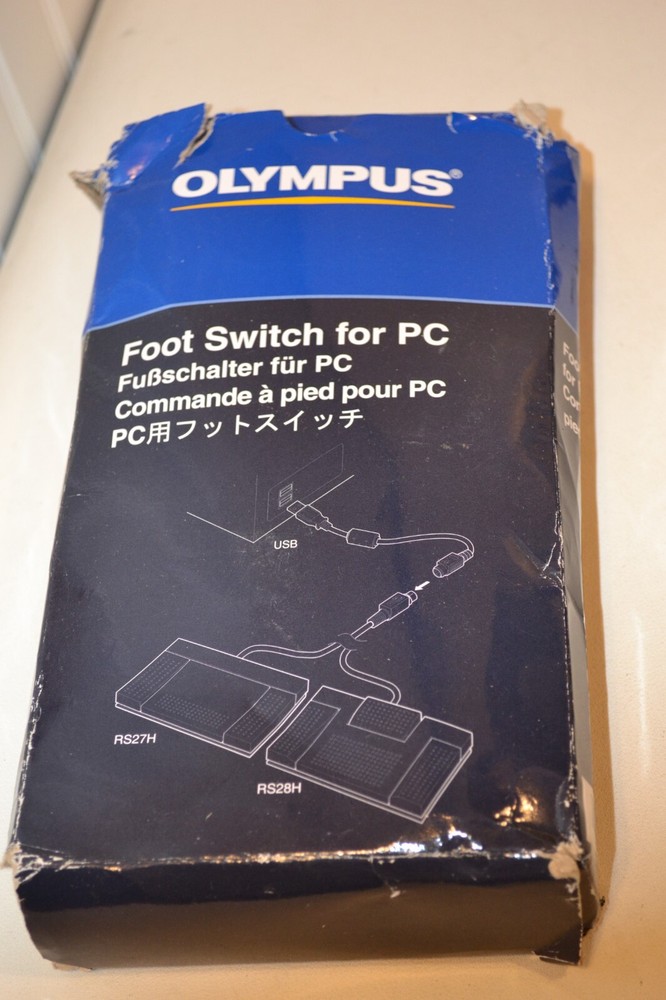 OLYMPUS®
Foot Switch for PC
Fußschalter für PC
Commande à pied pour PC
PC用フットスイッチ
USB
RS27H
RS28H
for